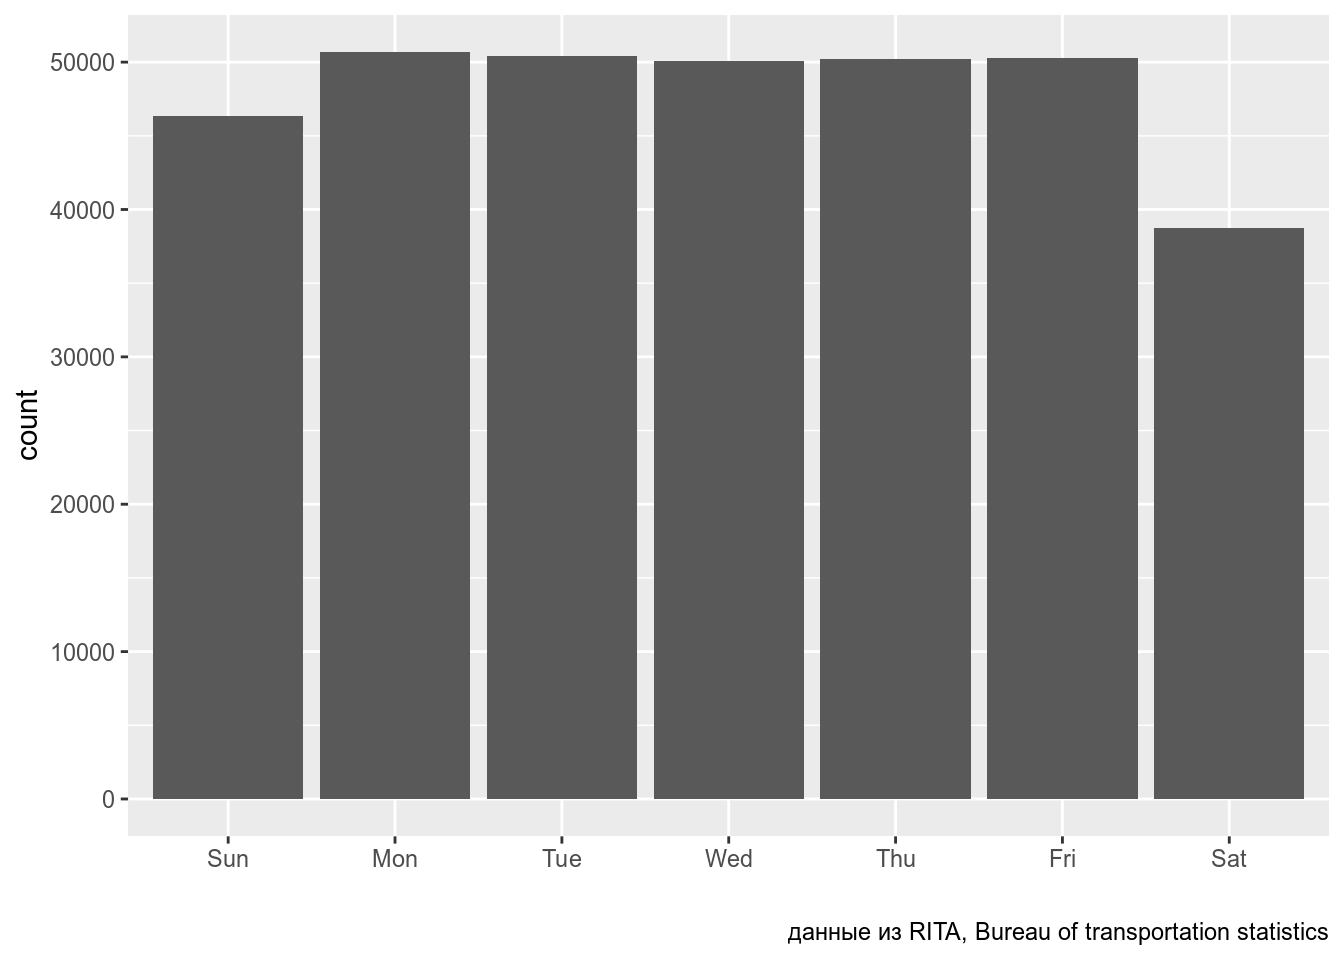 50000
40000
30000
20000
10000
0
count
Sun Mon Tue Wed Thu Fri Sat
данные из RITA, Bureau of transportation statistics